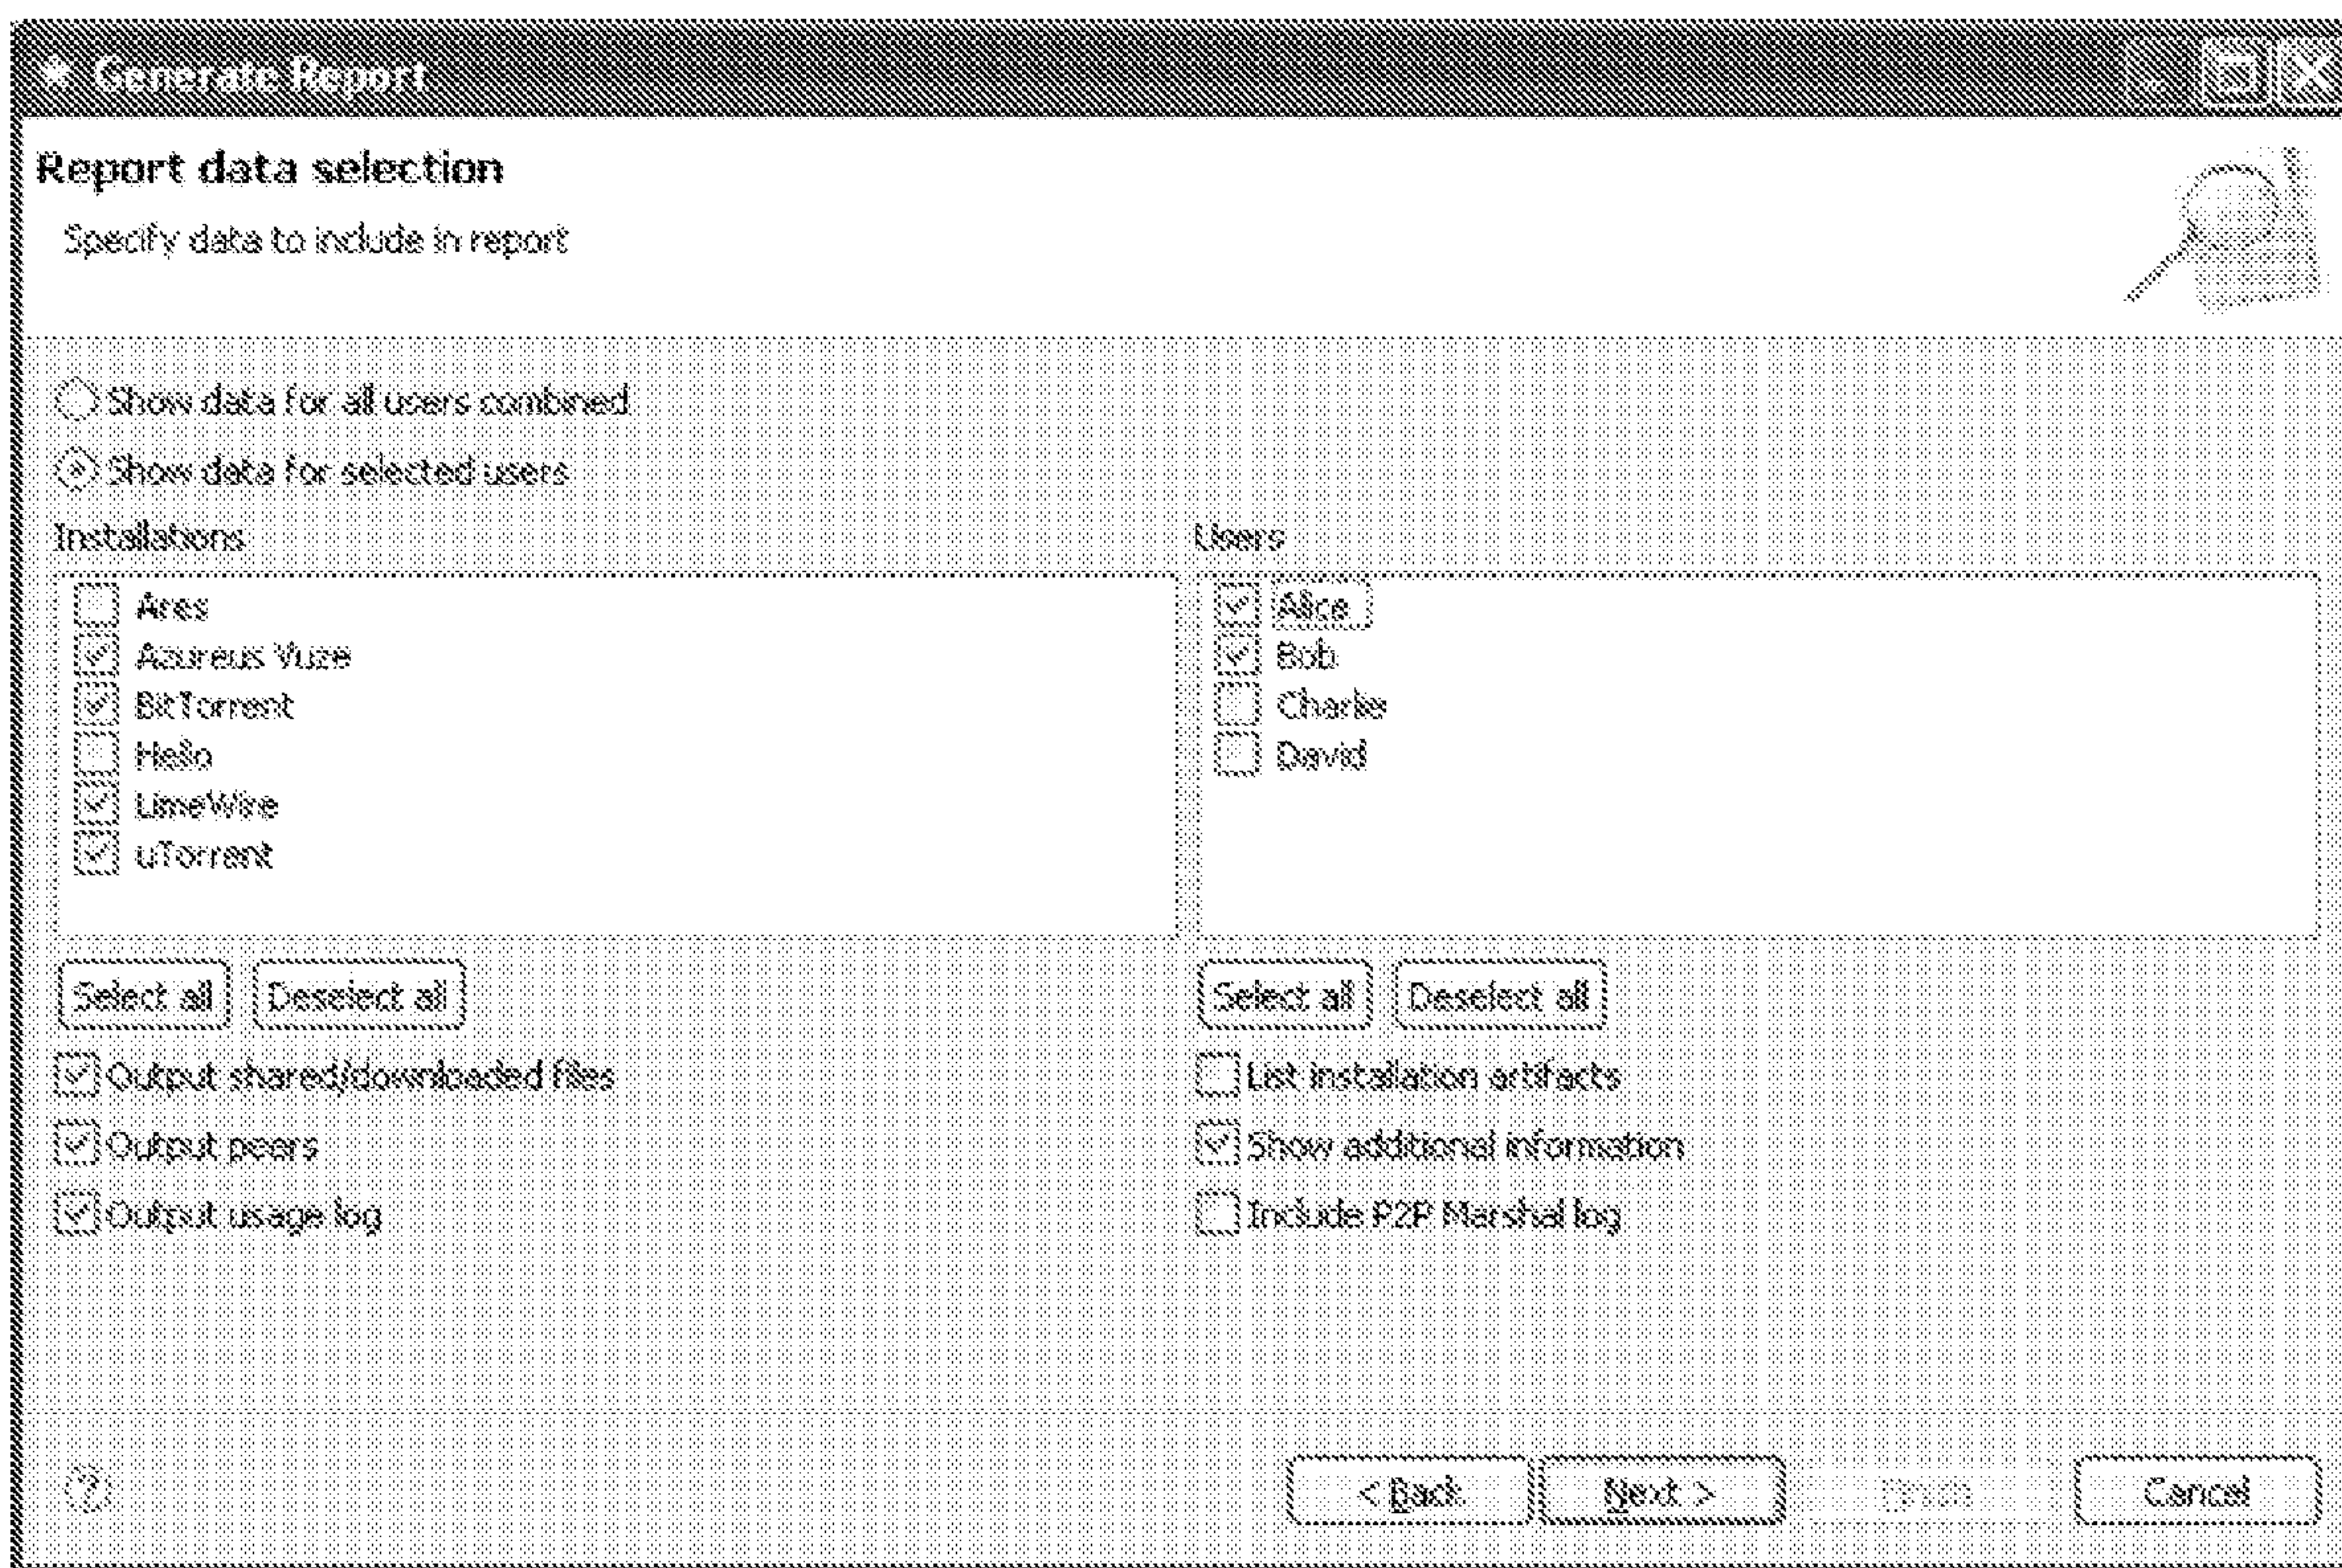 Generate Report
Report data selection
Specify data to include in report
Show data for all users combined
Show data for selected users
Installations
Ares
Azureus Vuze
BitTorrent
Hello
LimeWire
uTorrent
Select all Deselect all
Output shared/downloaded files
Output peers
Output usage log
Users
Alice
Bob
Charlie
David
Select all Deselect all
List installation artifacts
Show additional information
Include P2P Marshal log
?
< Back Next > Cancel